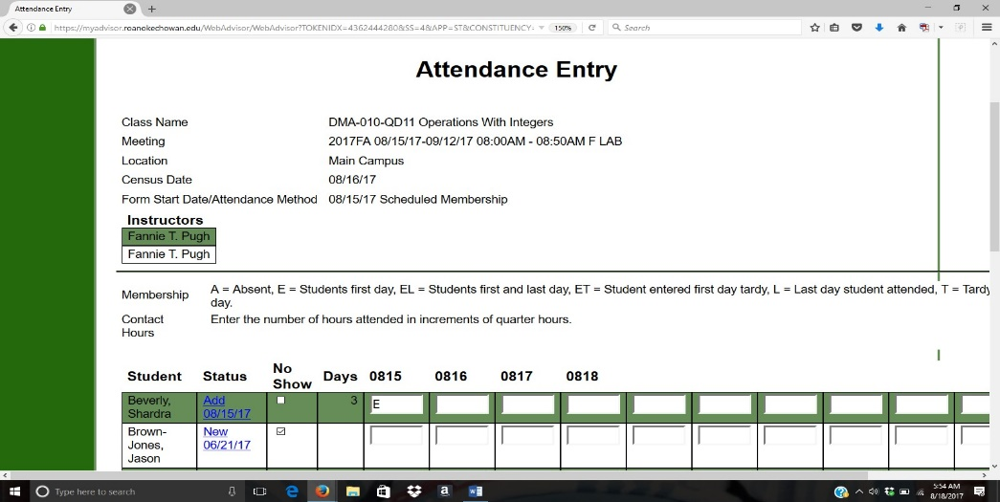 Attendance Entry
https://myadvisor.roanokechowan.edu/WebAdvisor/WebAdvisor?TOKENIDX=4362444280&SS=4&APP=ST&CONSTITUENCY=
150%
Search
Attendance Entry
Class Name DMA-010-QD11 Operations With Integers
Meeting 2017FA 08/15/17-09/12/17 08:00AM - 08:50AM F LAB
Location Main Campus
Census Date 08/16/17
Form Start Date/Attendance Method 08/15/17 Scheduled Membership
Instructors
Fannie T. Pugh
Fannie T. Pugh
Membership A = Absent, E = Students first day, EL = Students first and last day, ET = Student entered first day tardy, L = Last day student attended, T = Tardy
day.
Contact Enter the number of hours attended in increments of quarter hours.
Hours
Student Status No Show Days 0815 0816 0817 0818
Beverly, Add 3 E
Shardra 08/15/17
Brown- New
Jones, 06/21/17
Jason
Type here to search
5:54 AM
8/18/2017